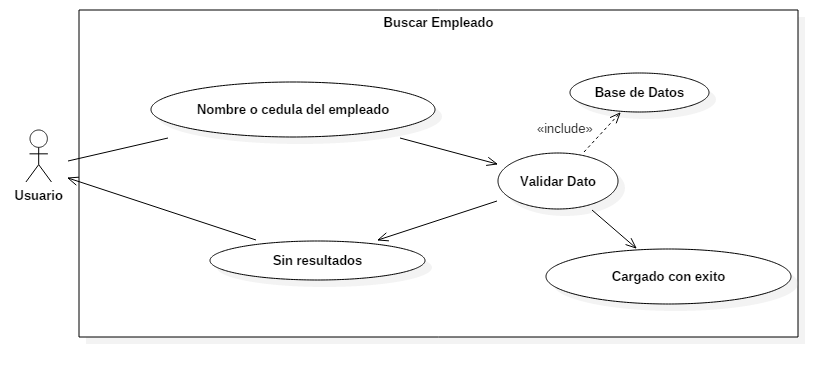 Buscar Empleado
Nombre o cedula del empleado
Base de Datos
«include»
Validar Dato
Usuario
Sin resultados
Cargado con exito